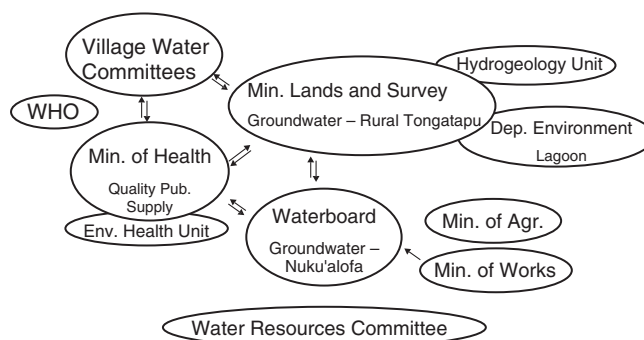 Village Water
Committees
Hydrogeology Unit
Min. Lands and Survey
Groundwater – Rural Tongatapu
WHO
Dep. Environment
Lagoon
Min. of Health
Quality Pub.
Supply
Env. Health Unit
Waterboard
Groundwater –
Nuku'alofa
Min. of Agr.
Min. of Works
Water Resources Committee